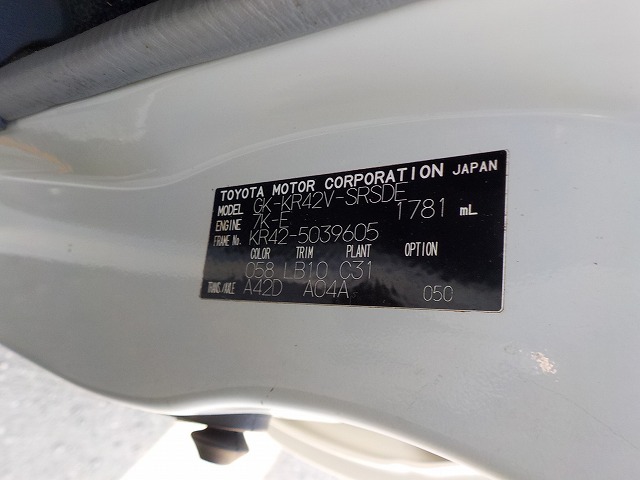 TOYOTA MOTOR CORPORATION JAPAN
MODEL GK-KR42V-SRSDE
ENGINE 7K-E 1781 mL
FRAME No. KR42-5039605
COLOR TRIM PLANT OPTION
058 LB10 C31
TRANS./AXLE A42D A04A 050